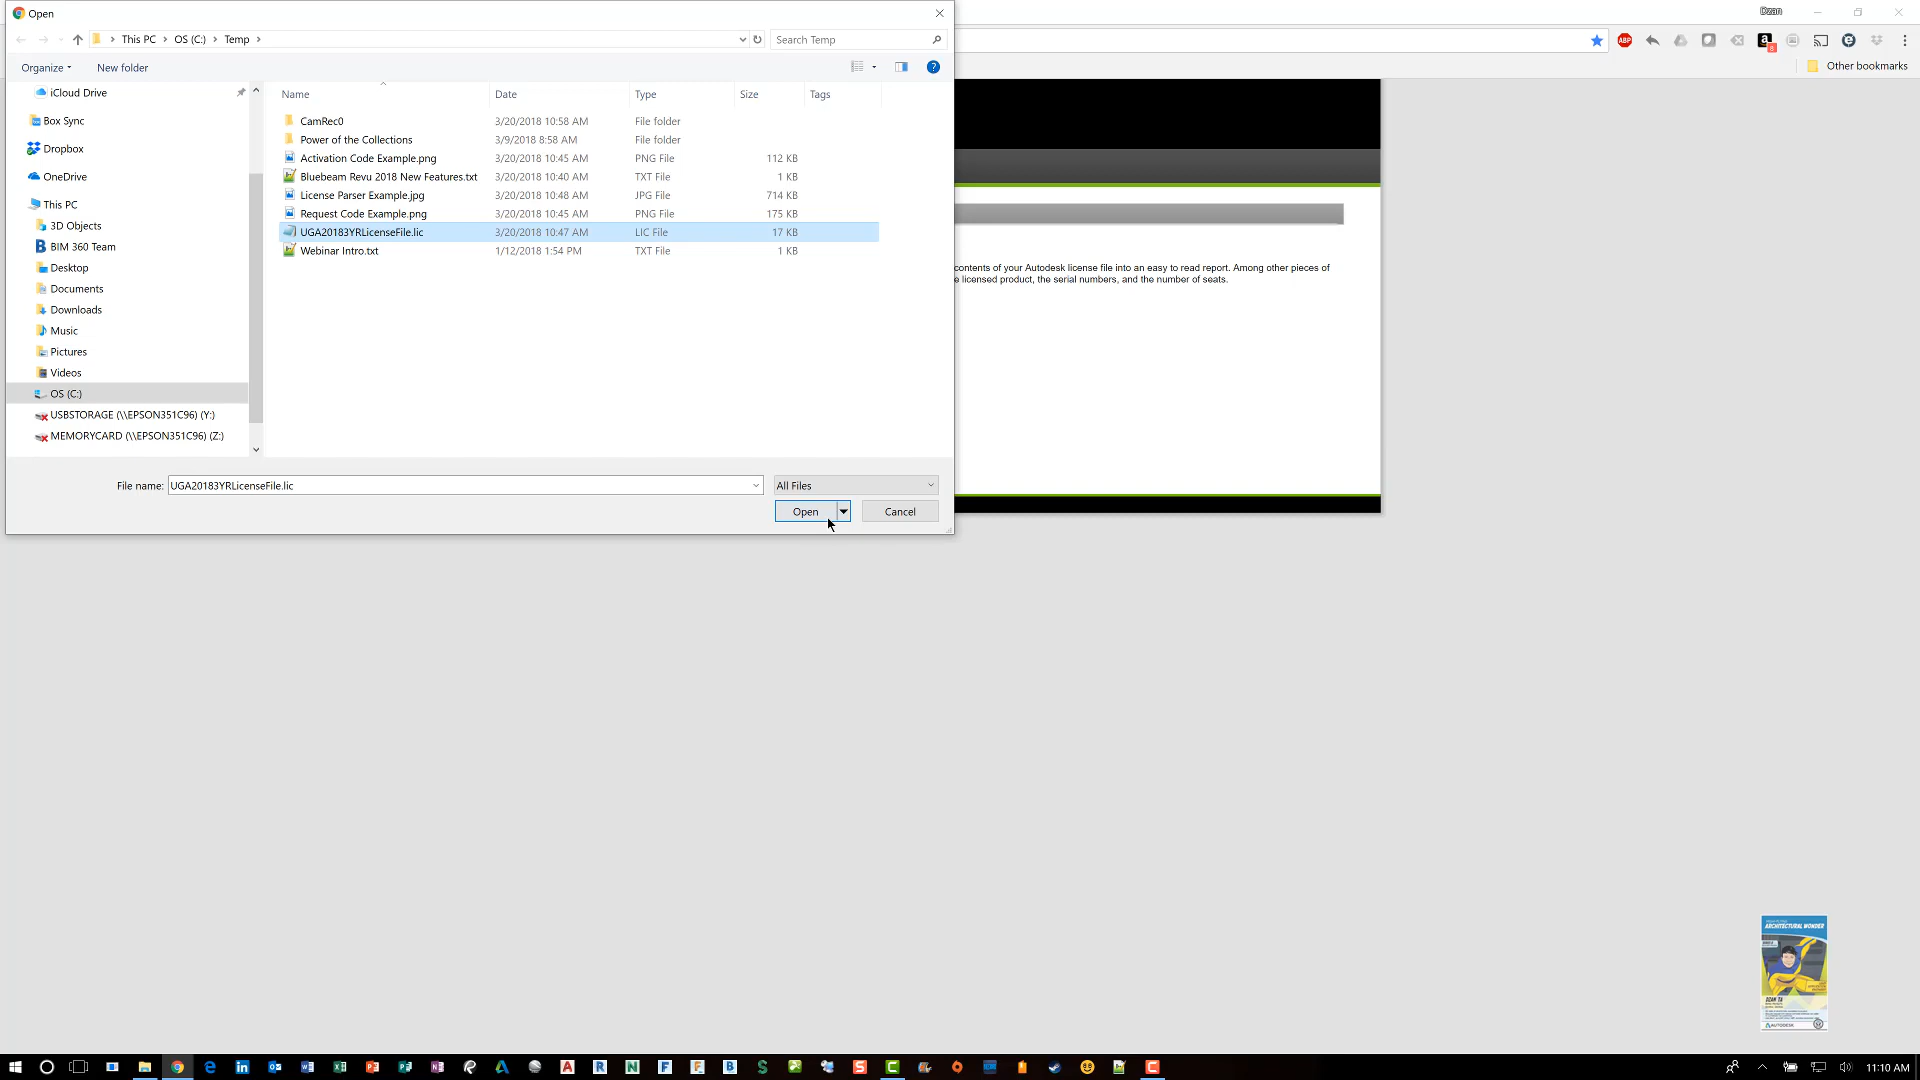 Open
Dzan
This PC
OS (C:)
Temp
Search Temp
Organize
New folder
Other bookmarks
Name
Date
Type
Size
Tags
iCloud Drive
Box Sync
Dropbox
OneDrive
This PC
3D Objects
BIM 360 Team
Desktop
Documents
Downloads
Music
Pictures
Videos
OS (C:)
USBSTORAGE (\\EPSON351C96) (Y:)
MEMORYCARD (\\EPSON351C96) (Z:)
CamRec0 3/20/2018 10:58 AM File folder
Power of the Collections 3/9/2018 8:58 AM File folder
Activation Code Example.png 3/20/2018 10:45 AM PNG File 112 KB
Bluebeam Revu 2018 New Features.txt 3/20/2018 10:40 AM TXT File 1 KB
License Parser Example.jpg 3/20/2018 10:48 AM JPG File 714 KB
Request Code Example.png 3/20/2018 10:45 AM PNG File 175 KB
UGA20183YRLicenseFile.lic 3/20/2018 10:47 AM LIC File 17 KB
Webinar Intro.txt 1/12/2018 1:54 PM TXT File 1 KB
contents of your Autodesk license file into an easy to read report. Among other pieces of
e licensed product, the serial numbers, and the number of seats.
File name: UGA20183YRLicenseFile.lic
All Files
Open
Cancel
ARCHITECTURAL WONDER
DZAN TA
AUTODESK
11:10 AM